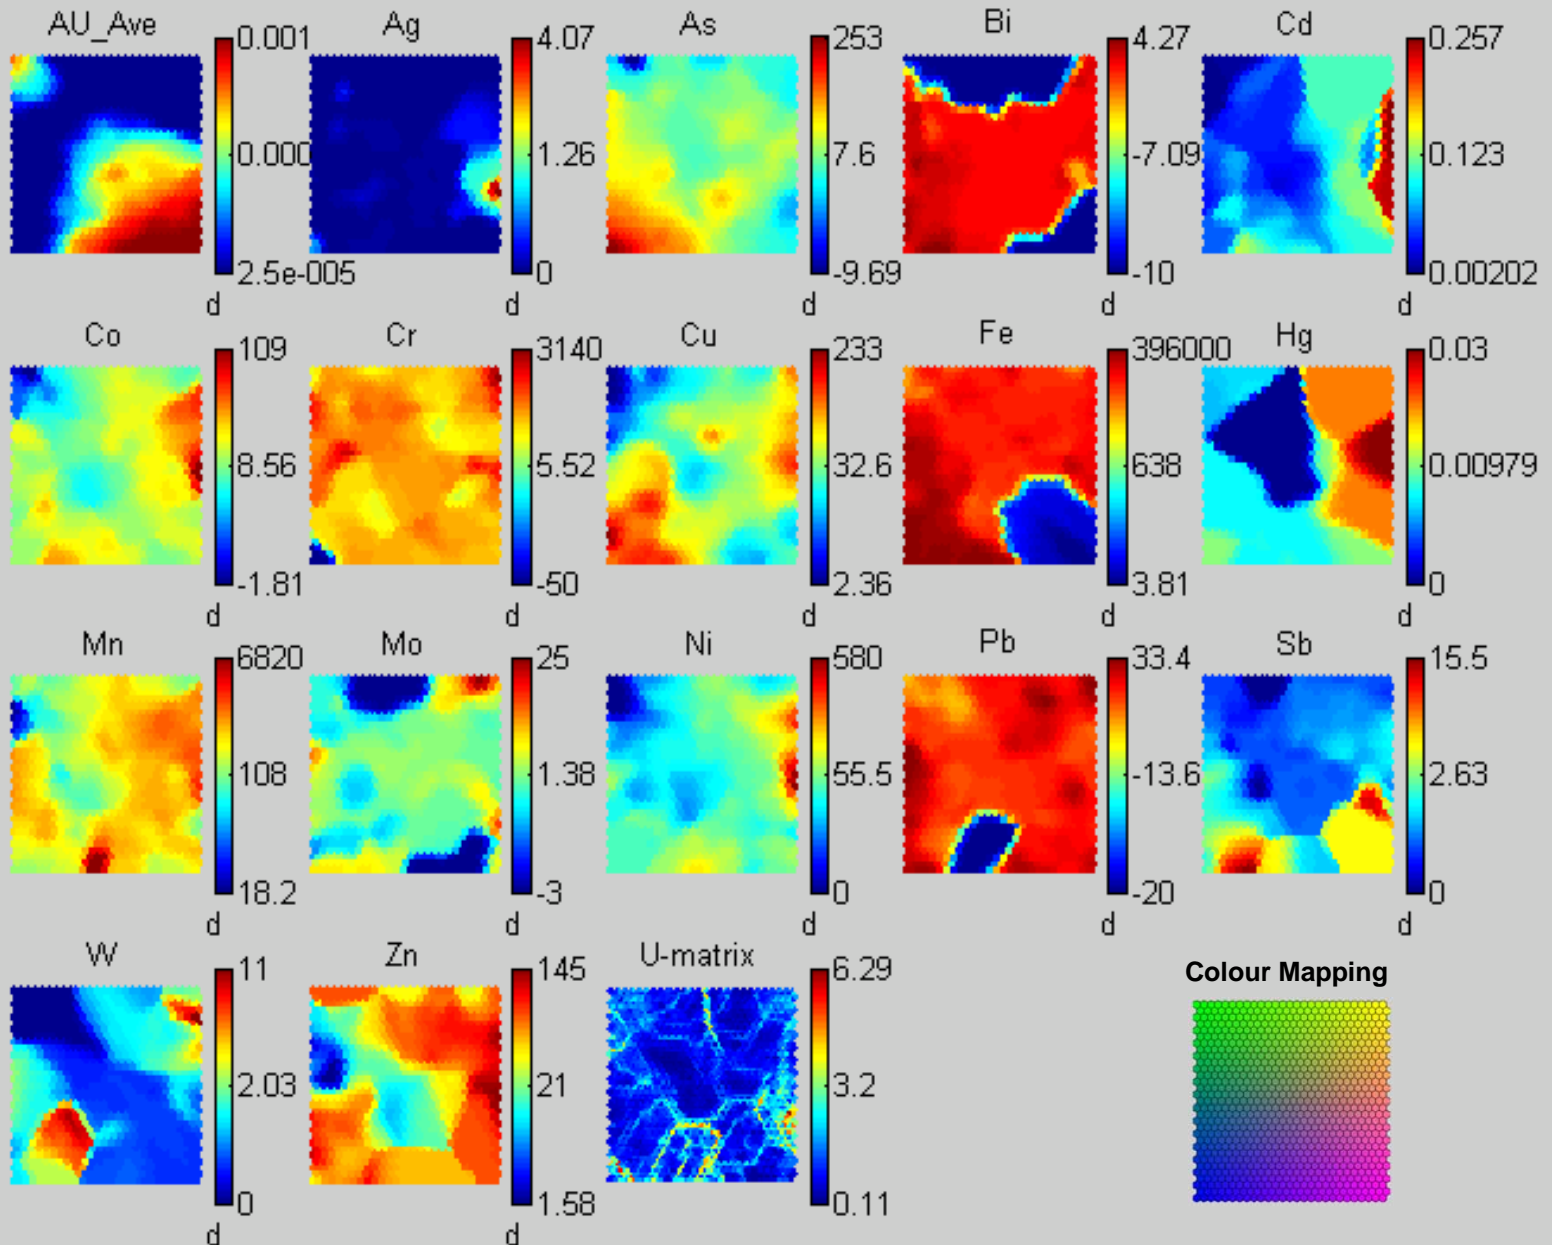 AU_Ave
0.001
0.000
2.5e-005
d
Ag
4.07
1.26
0
d
As
253
7.6
-9.69
Bi
4.27
-7.09
-10
d
Cd
0.257
0.123
0.00202
d
Co
109
8.56
-1.81
d
Cr
3140
5.52
-50
d
Cu
233
32.6
2.36
Fe
396000
638
3.81
d
Hg
0.03
0.00979
0
d
Mn
6820
108
18.2
d
Mo
25
1.38
-3
d
Ni
580
55.5
0
Pb
33.4
-13.6
-20
d
Sb
15.5
2.63
0
d
W
11
2.03
0
d
Zn
145
21
1.58
d
U-matrix
6.29
3.2
0.11
Colour Mapping